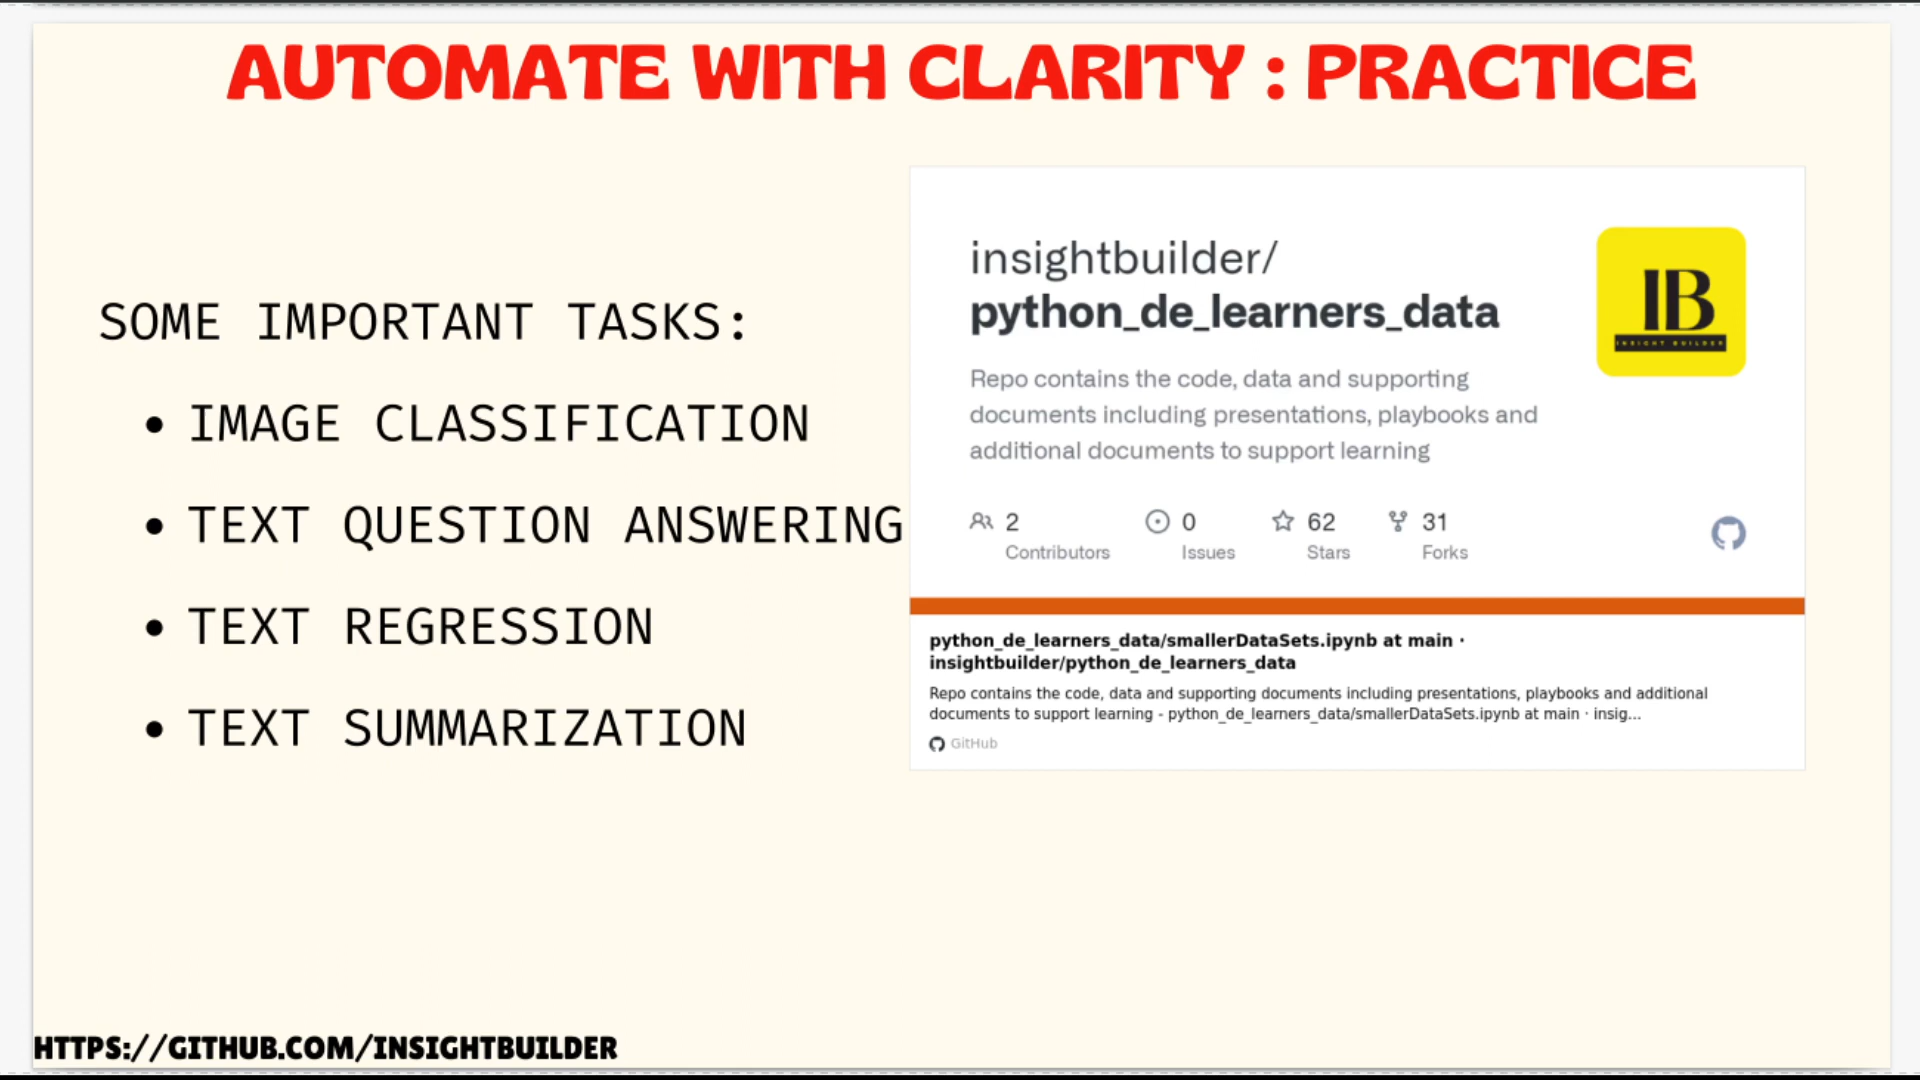 AUTOMATE WITH CLARITY : PRACTICE
SOME IMPORTANT TASKS:
• IMAGE CLASSIFICATION
• TEXT QUESTION ANSWERING
• TEXT REGRESSION
• TEXT SUMMARIZATION
insightbuilder/
python_de_learners_data
IB
INSIGHT BUILDER
Repo contains the code, data and supporting
documents including presentations, playbooks and
additional documents to support learning
2
Contributors
0
Issues
62
Stars
31
Forks
python_de_learners_data/smallerDataSets.ipynb at main ·
insightbuilder/python_de_learners_data
Repo contains the code, data and supporting documents including presentations, playbooks and additional
documents to support learning - python_de_learners_data/smallerDataSets.ipynb at main · insig...
GitHub
HTTPS://GITHUB.COM/INSIGHTBUILDER